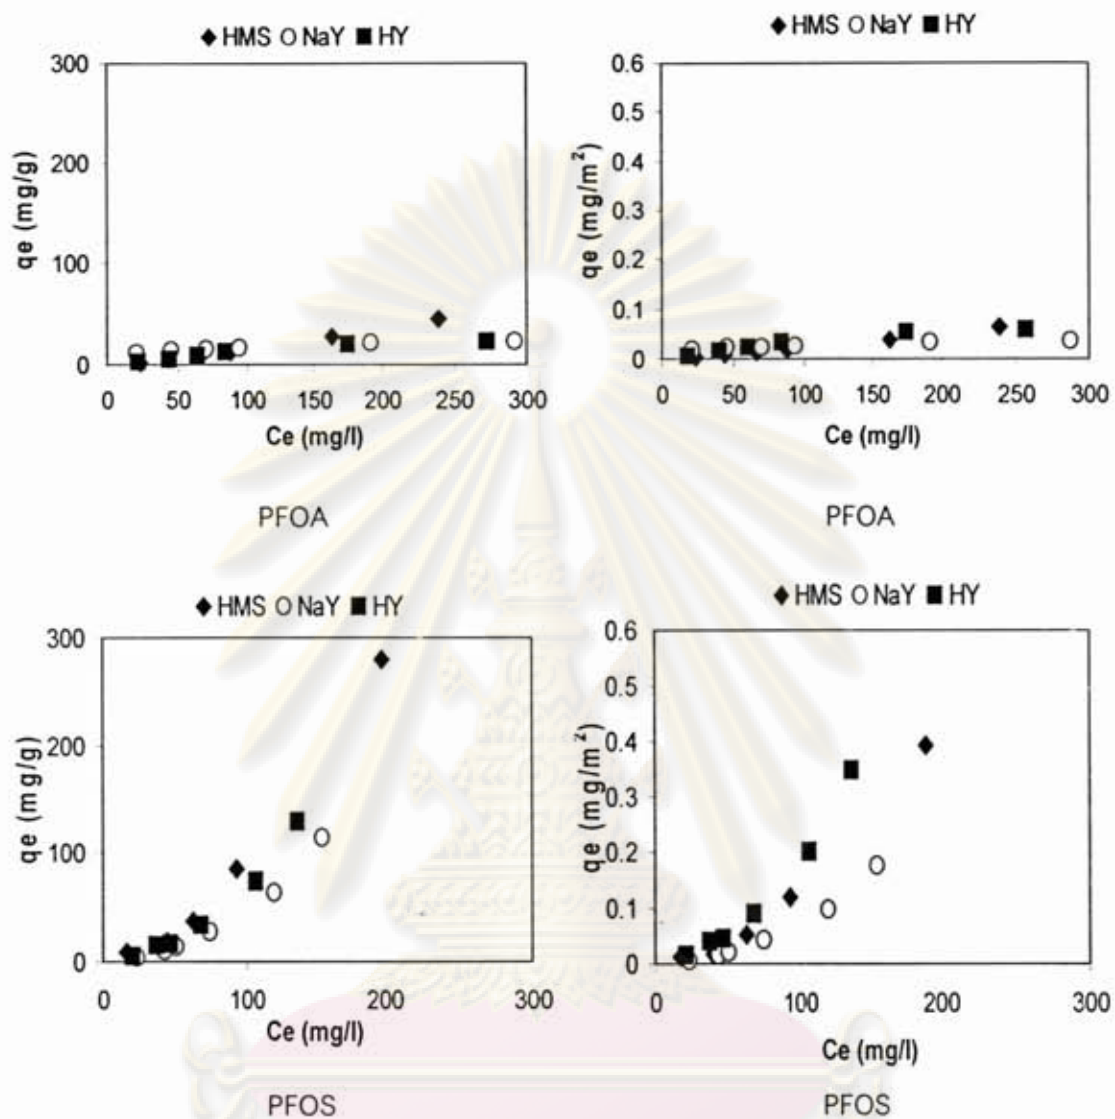 ◆ HMS ○ NaY ■ HY
300
200
100
0
qe (mg/g)
0 50 100 150 200 250 300
Ce (mg/l)
PFOA
◆ HMS ○ NaY ■ HY
0.6
0.5
0.4
0.3
0.2
0.1
0
qe (mg/m²)
0 50 100 150 200 250 300
Ce (mg/l)
PFOA
◆ HMS ○ NaY ■ HY
300
200
100
0
qe (mg/g)
0 100 200 300
Ce (mg/l)
PFOS
◆ HMS ○ NaY ■ HY
0.6
0.5
0.4
0.3
0.2
0.1
0
qe (mg/m²)
0 100 200 300
Ce (mg/l)
PFOS